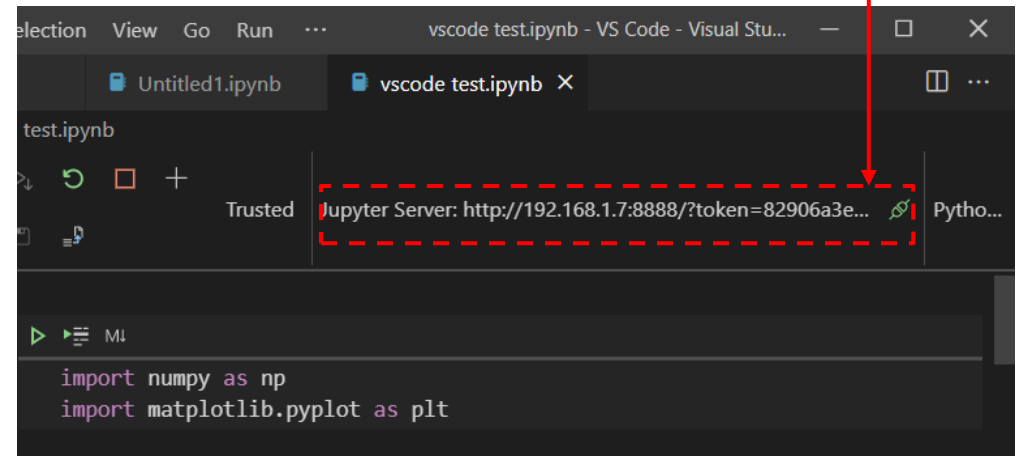 election View Go Run ··· vscode test.ipynb - VS Code - Visual Stu...
Untitled1.ipynb vscode test.ipynb
test.ipynb
Trusted Jupyter Server: http://192.168.1.7:8888/?token=82906a3e... Pytho...
M↓
import numpy as np
import matplotlib.pyplot as plt